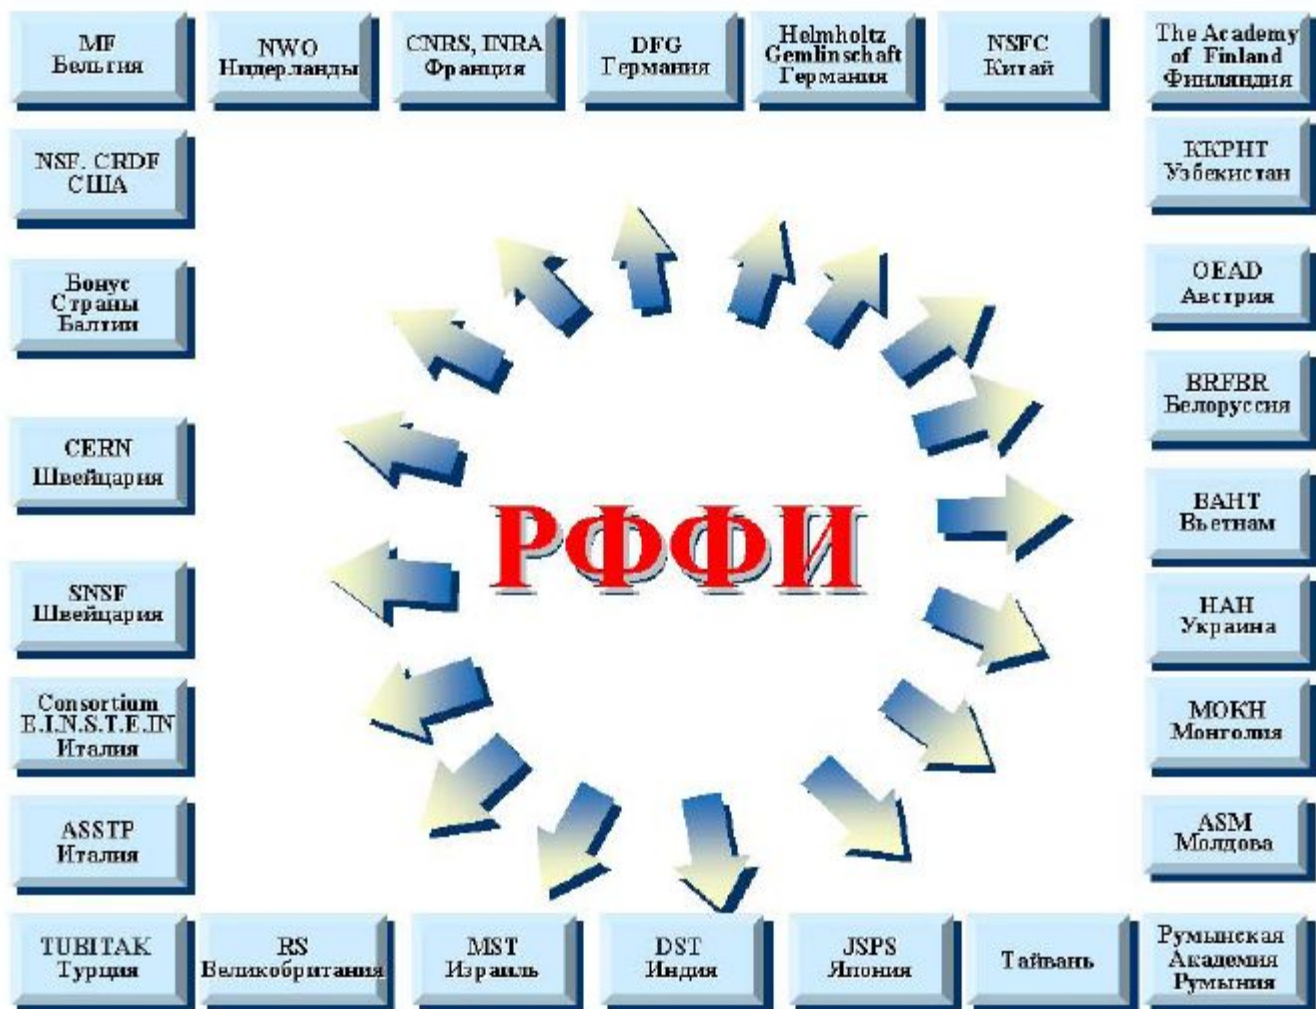 MF
Бельгия
NWO
Нидерланды
CNRS, INRA
Франция
DFG
Германия
Helmholtz
Gemlinschaft
Германия
NSFC
Китай
The Academy
of Finland
Финляндия
NSF. CRDF
США
ККРНТ
Узбекистан
Бонус
Страны
Балтии
OEAD
Австрия
BRFBR
Белоруссия
CERN
Швейцария
РФФИ
ВАНТ
Вьетнам
SNSF
Швейцария
НАН
Украина
Consortium
E.I.N.S.T.E.IN
Италия
МОКН
Монголия
ASSTP
Италия
ASM
Молдова
TUBITAK
Турция
RS
Великобритания
MST
Израиль
DST
Индия
JSPS
Япония
Тайвань
Румынская
Академия
Румыния